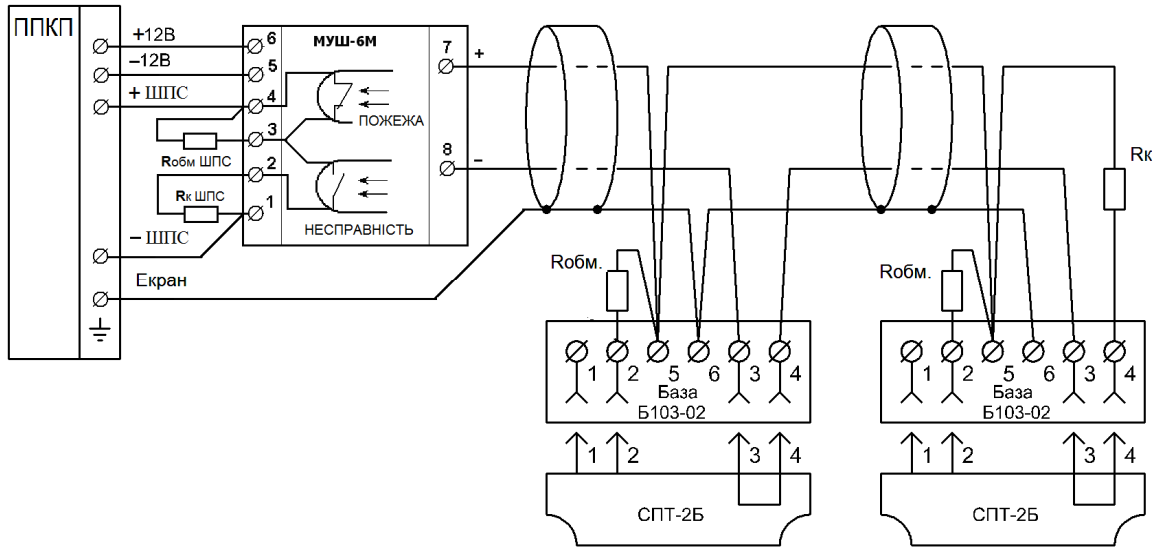 ППКП
+12В
–12В
+ ШПС
Rобм ШПС
Rк ШПС
– ШПС
Екран
МУШ-6М
6
5
4
3
2
1
ПОЖЕЖА
НЕСПРАВНІСТЬ
7
+
8
–
Rк
Rобм.
Rобм.
1
2
5
6
3
4
База
Б103-02
1
2
5
6
3
4
База
Б103-02
1
2
3
4
СПТ-2Б
1
2
3
4
СПТ-2Б